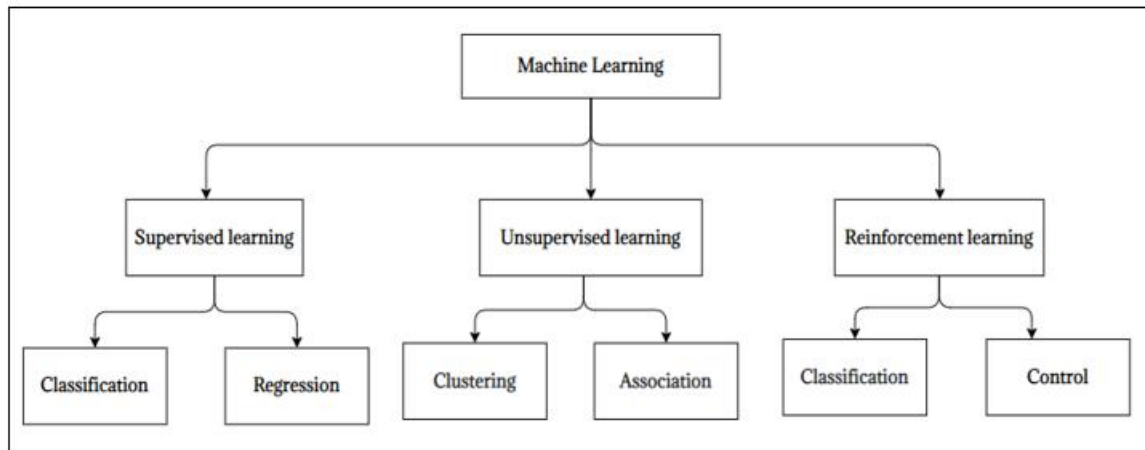 Machine Learning
Supervised learning
Unsupervised learning
Reinforcement learning
Classification
Regression
Clustering
Association
Classification
Control